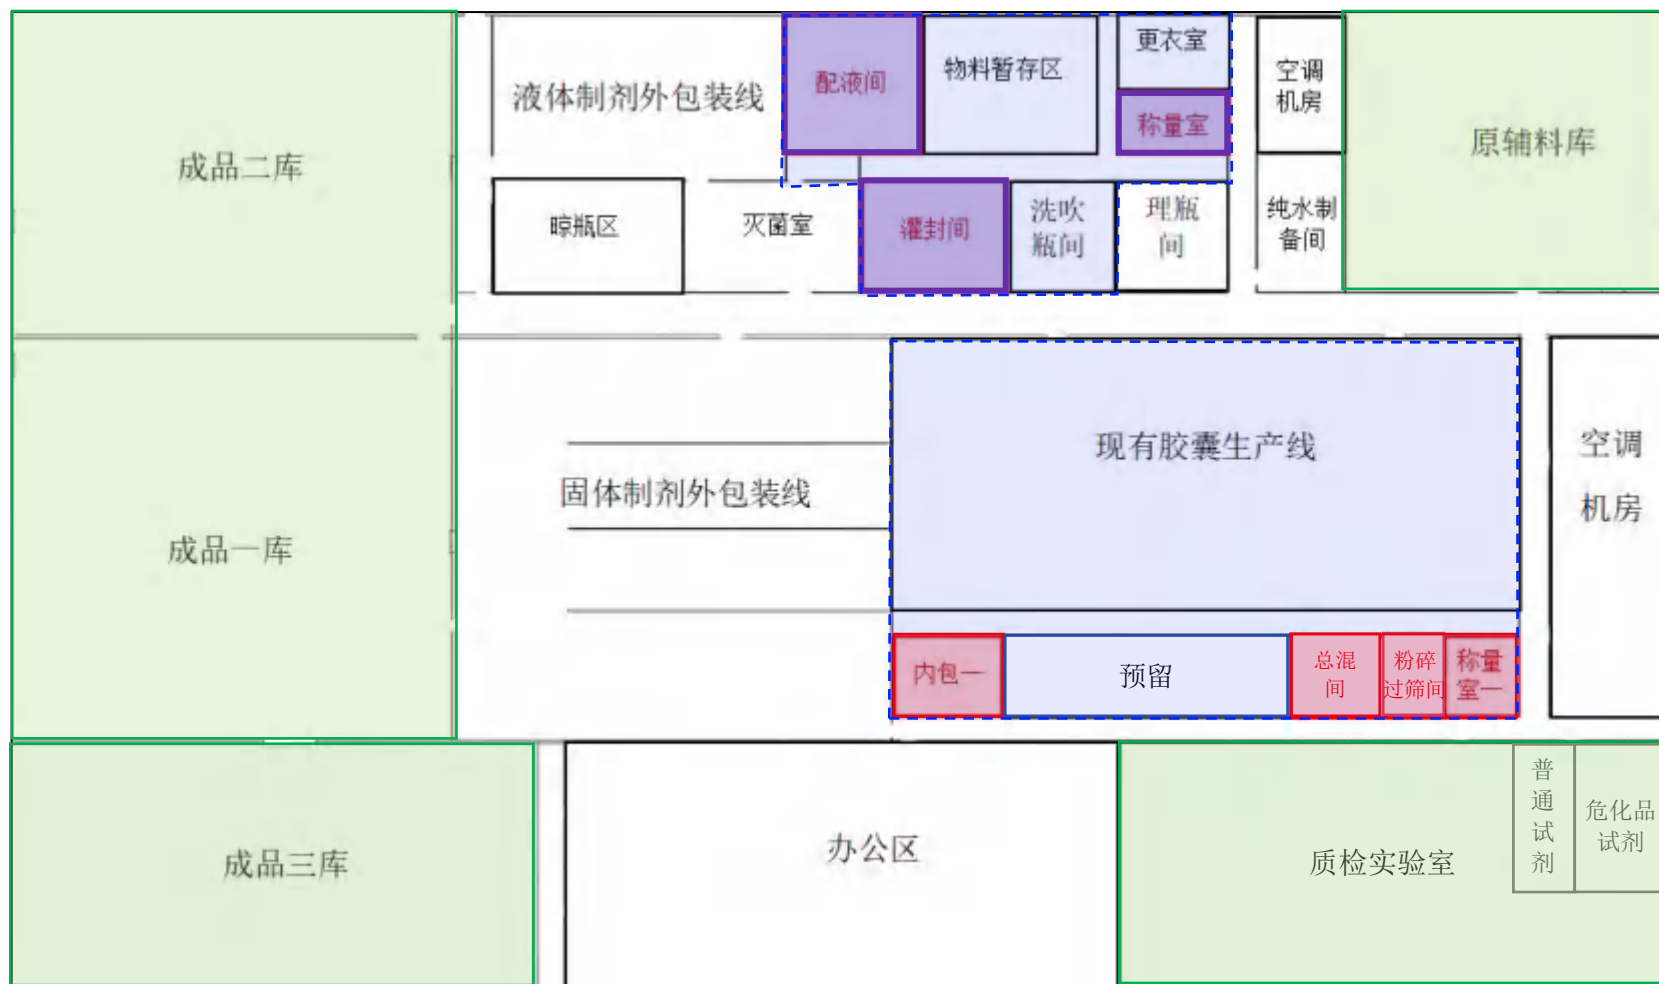 成品二库
液体制剂外包装线
配液间
物料暂存区
更衣室
称量室
空调
机房
原辅料库
晾瓶区
灭菌室
灌封间
洗吹
瓶间
理瓶
间
纯水制
备间
成品一库
固体制剂外包装线
现有胶囊生产线
空调
机房
内包一
预留
总混
间
粉碎
过筛间
称量
室一
成品三库
办公区
质检实验室
普
通
试
剂
危化品
试剂